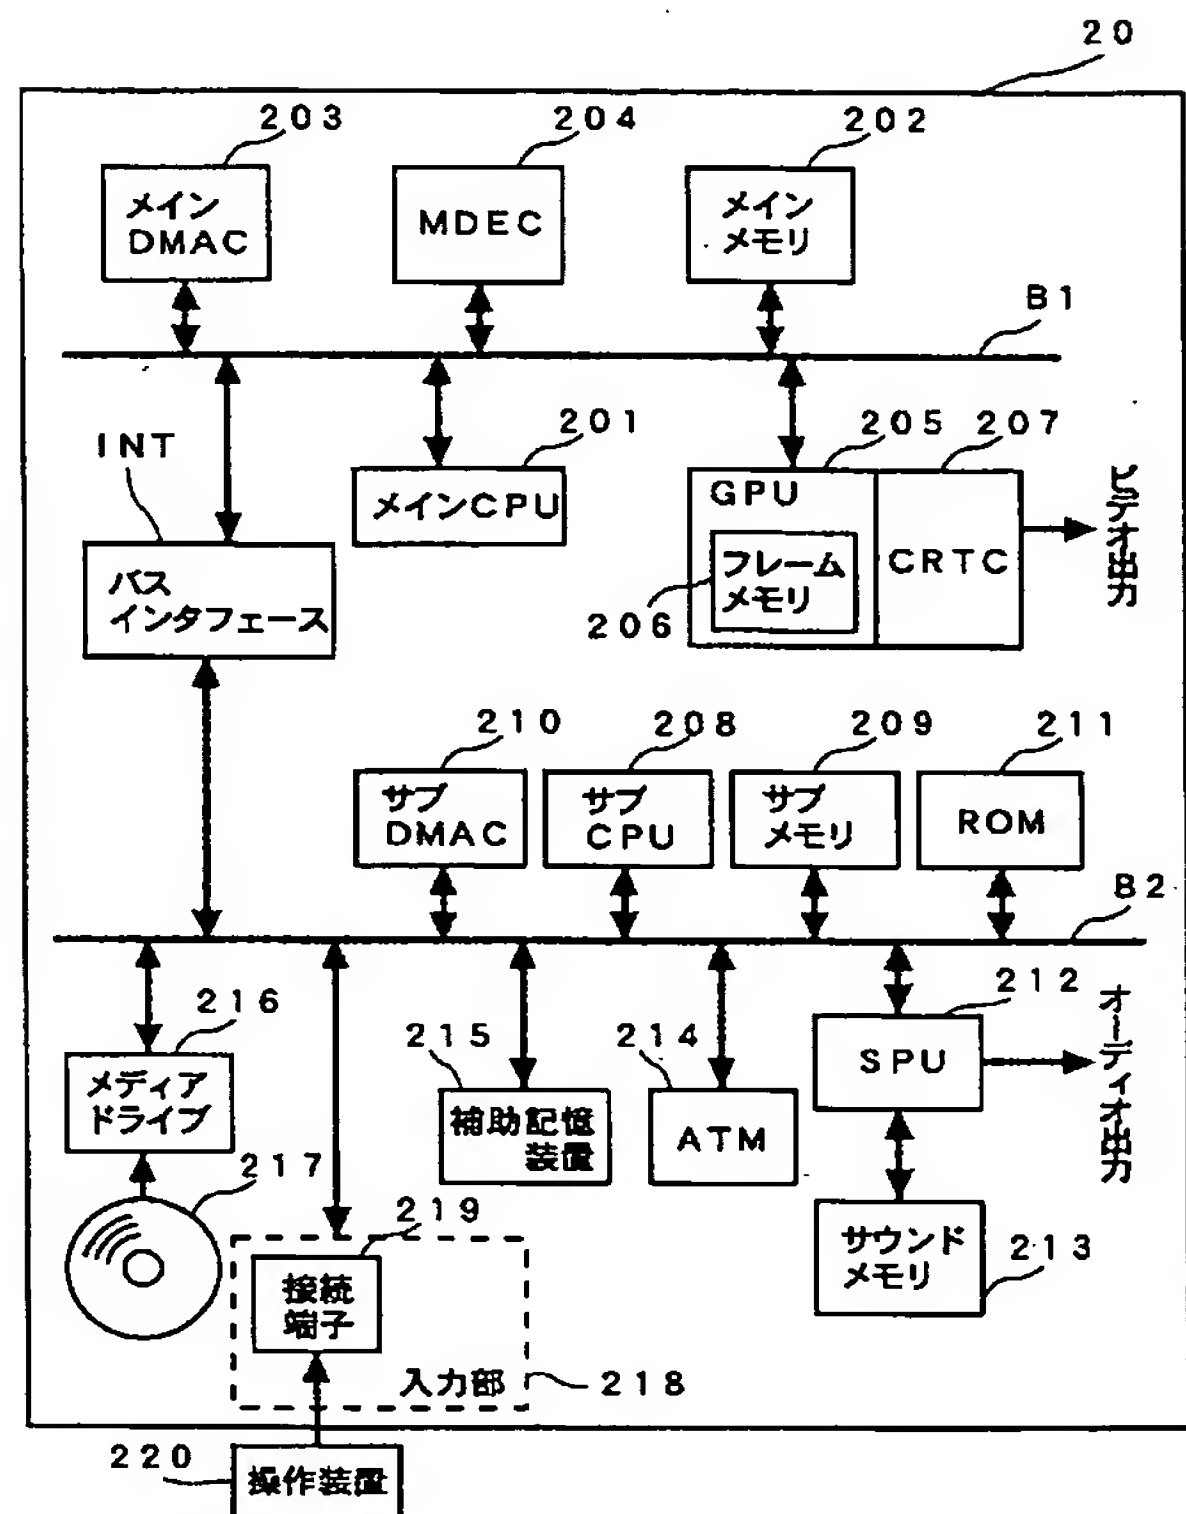 20
203
204
202
メイン
DMAC
MDEC
メイン
メモリ
B1
INT
201
205
207
メインCPU
GPU
フレーム
メモリ
206
CRTC
ビデオ出力
バス
インタフェース
210
208
209
211
サブ
DMAC
サブ
CPU
サブ
メモリ
ROM
B2
216
215
214
212
メディア
ドライブ
補助記憶
装置
ATM
SPU
オーディオ出力
217
219
サウンド
メモリ
213
接続
端子
入力部
218
220
操作装置